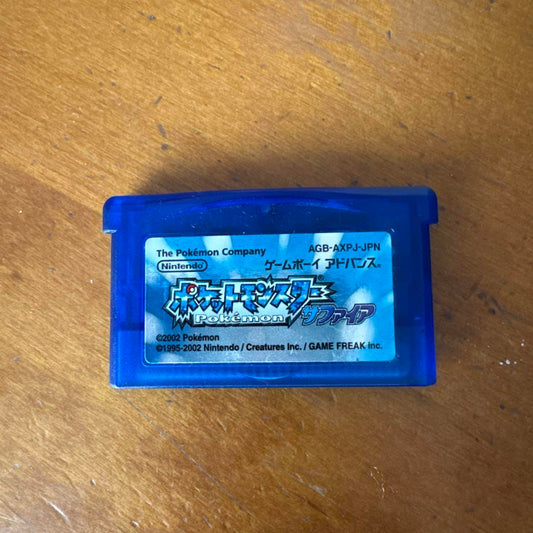 The Pokémon Company
AGB-AXPJ-JPN
Nintendo®
ゲームボーイ アドバンス®
ポケットモンスター®
Pokémon
サファイア
©2002 Pokémon
©1995-2002 Nintendo / Creatures Inc. / GAME FREAK Inc.